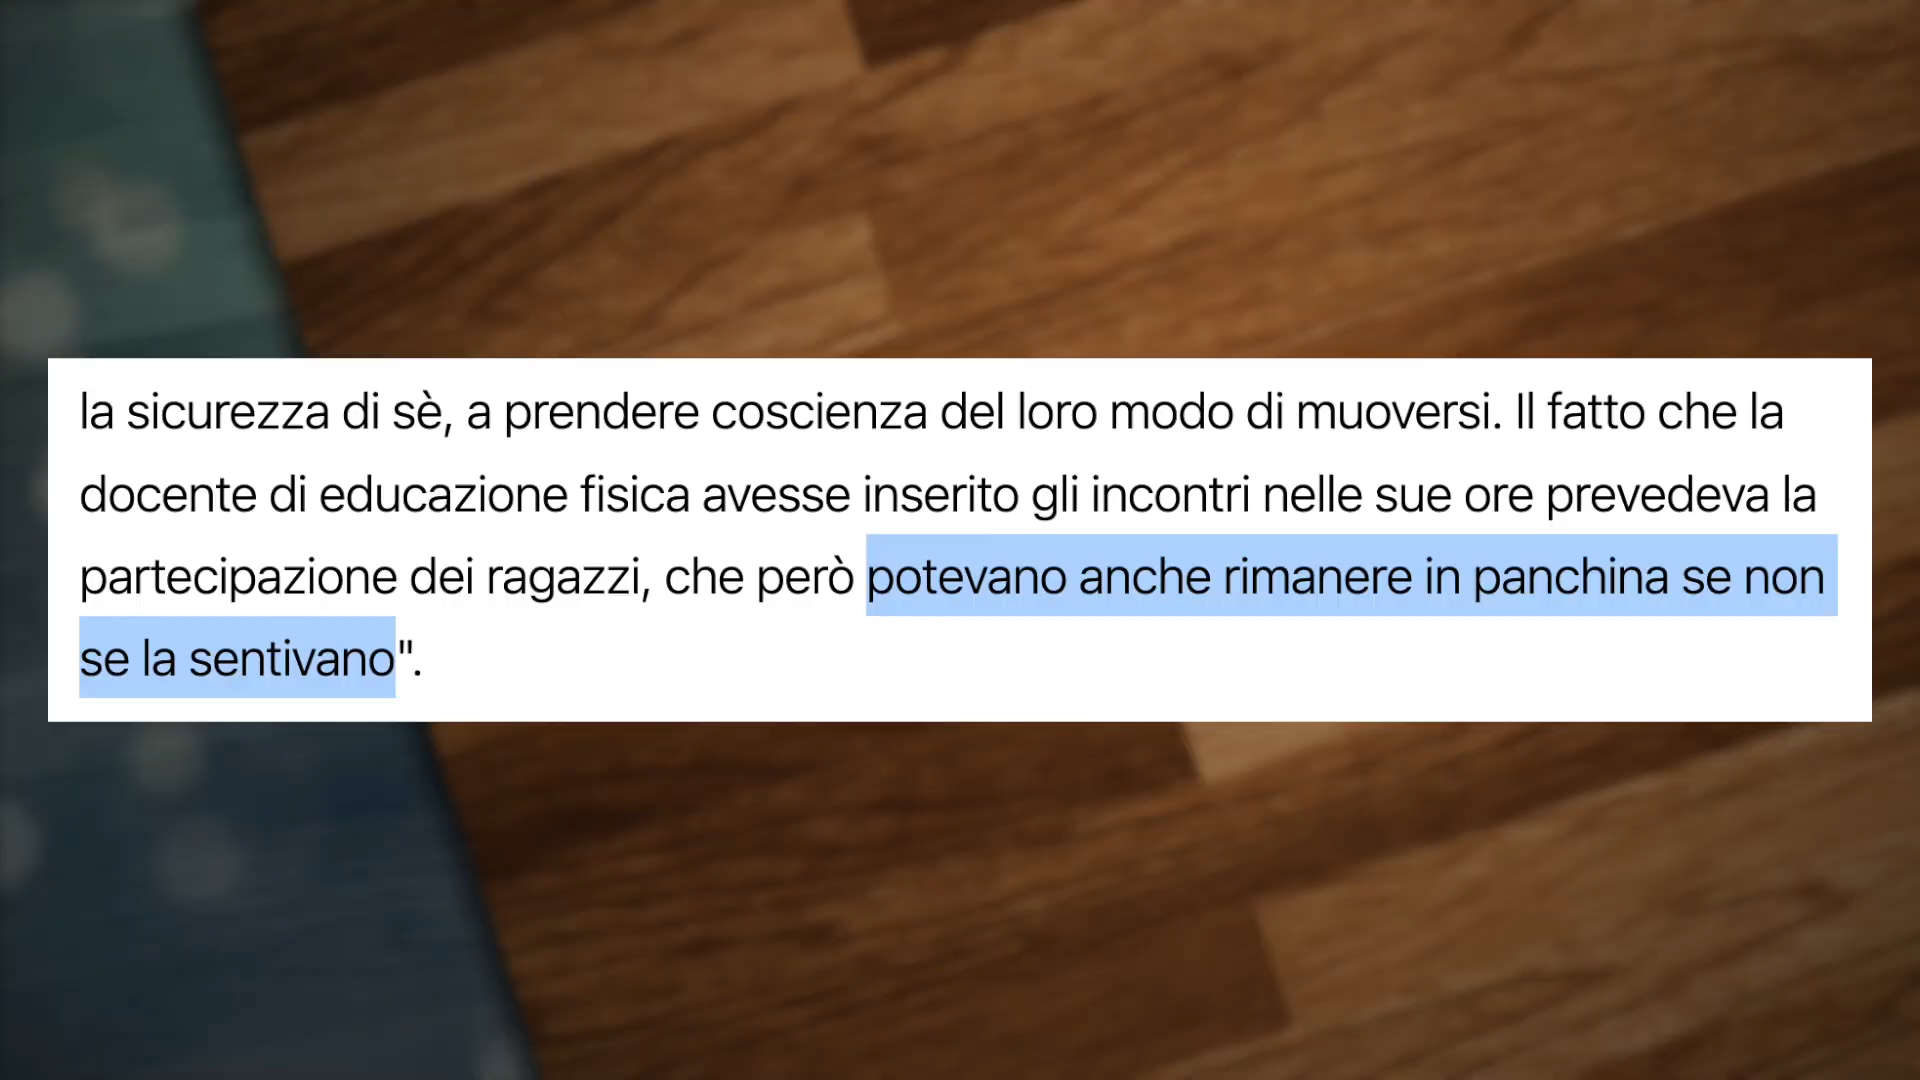 la sicurezza di sè, a prendere coscienza del loro modo di muoversi. Il fatto che la
docente di educazione fisica avesse inserito gli incontri nelle sue ore prevedeva la
partecipazione dei ragazzi, che però potevano anche rimanere in panchina se non
se la sentivano".